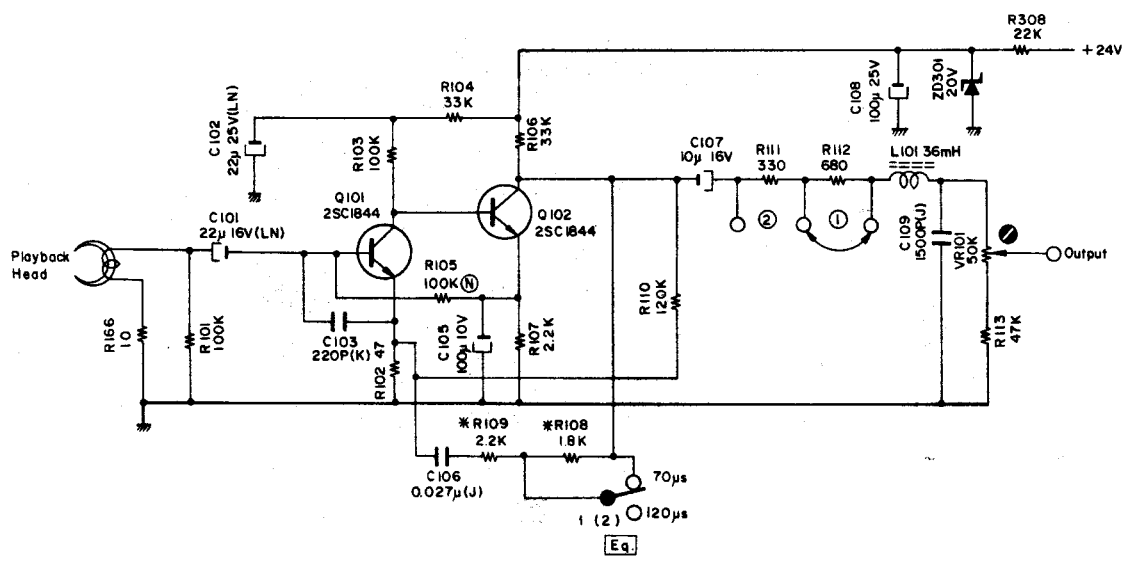 R308
22K
+24V
C108
100μ 25V
ZD301
20V
R104
33K
C102
22μ 25V(LN)
R103
100K
R106
33K
C107
10μ 16V
R111
330
R112
680
L101 36mH
Q101
2SC1844
Q102
2SC1844
C101
22μ 16V(LN)
②
①
C109
1500P(J)
VR101
50K
Output
Playback
Head
R105
100K Ⓝ
R110
120K
R166
10
R101
100K
C103
220P(K)
R102
47
C105
100μ 10V
R107
2.2K
R113
47K
*R109
2.2K
*R108
1.8K
C106
0.027μ(J)
70μs
120μs
1 (2)
Eq.